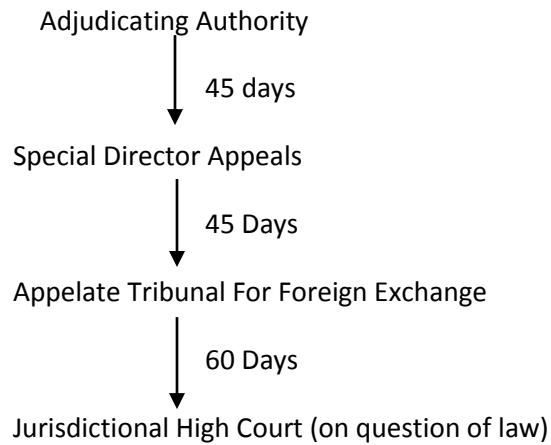 Adjudicating Authority
45 days
Special Director Appeals
45 Days
Appelate Tribunal For Foreign Exchange
60 Days
Jurisdictional High Court (on question of law)